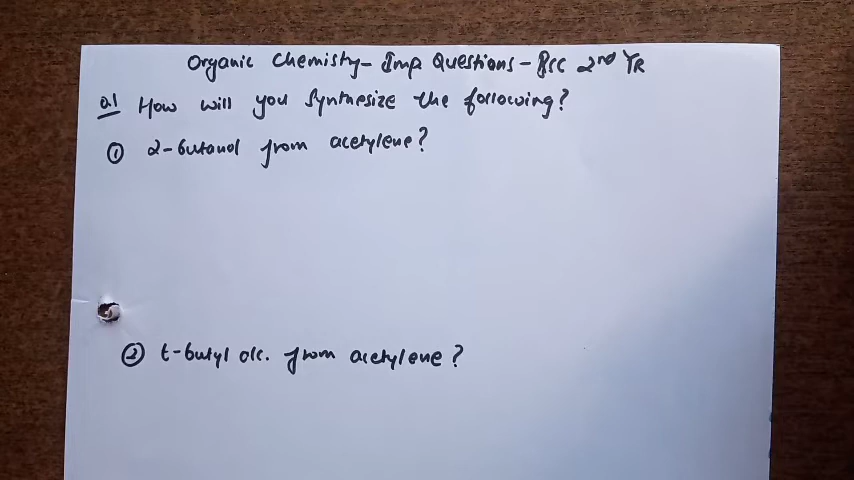 Organic Chemistry- Imp Questions - BSC 2nd YR
Q.1 How will you Synthesize the following?
① 2-butanol from acetylene?
② t-butyl alc. from acetylene?